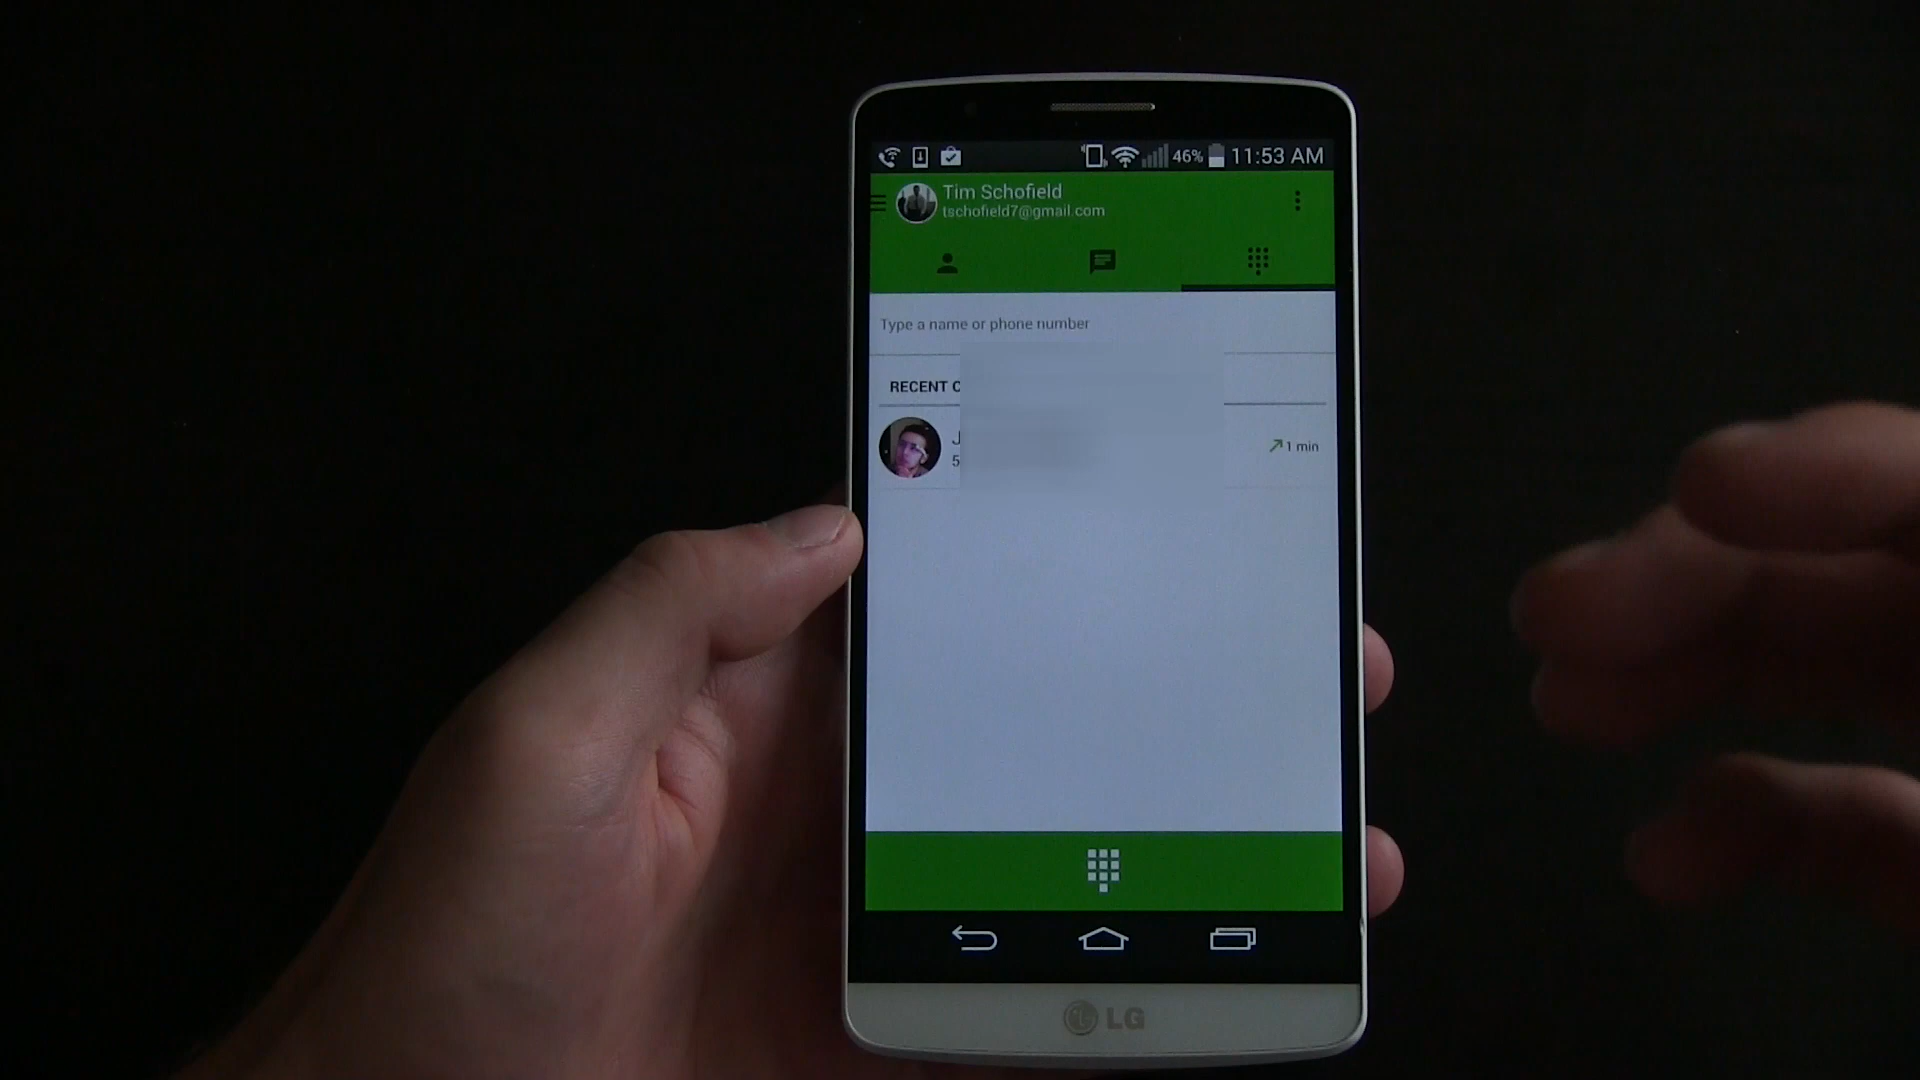 46% 11:53 AM
Tim Schofield
tschofield7@gmail.com
Type a name or phone number
RECENT C
J
5
1 min
LG